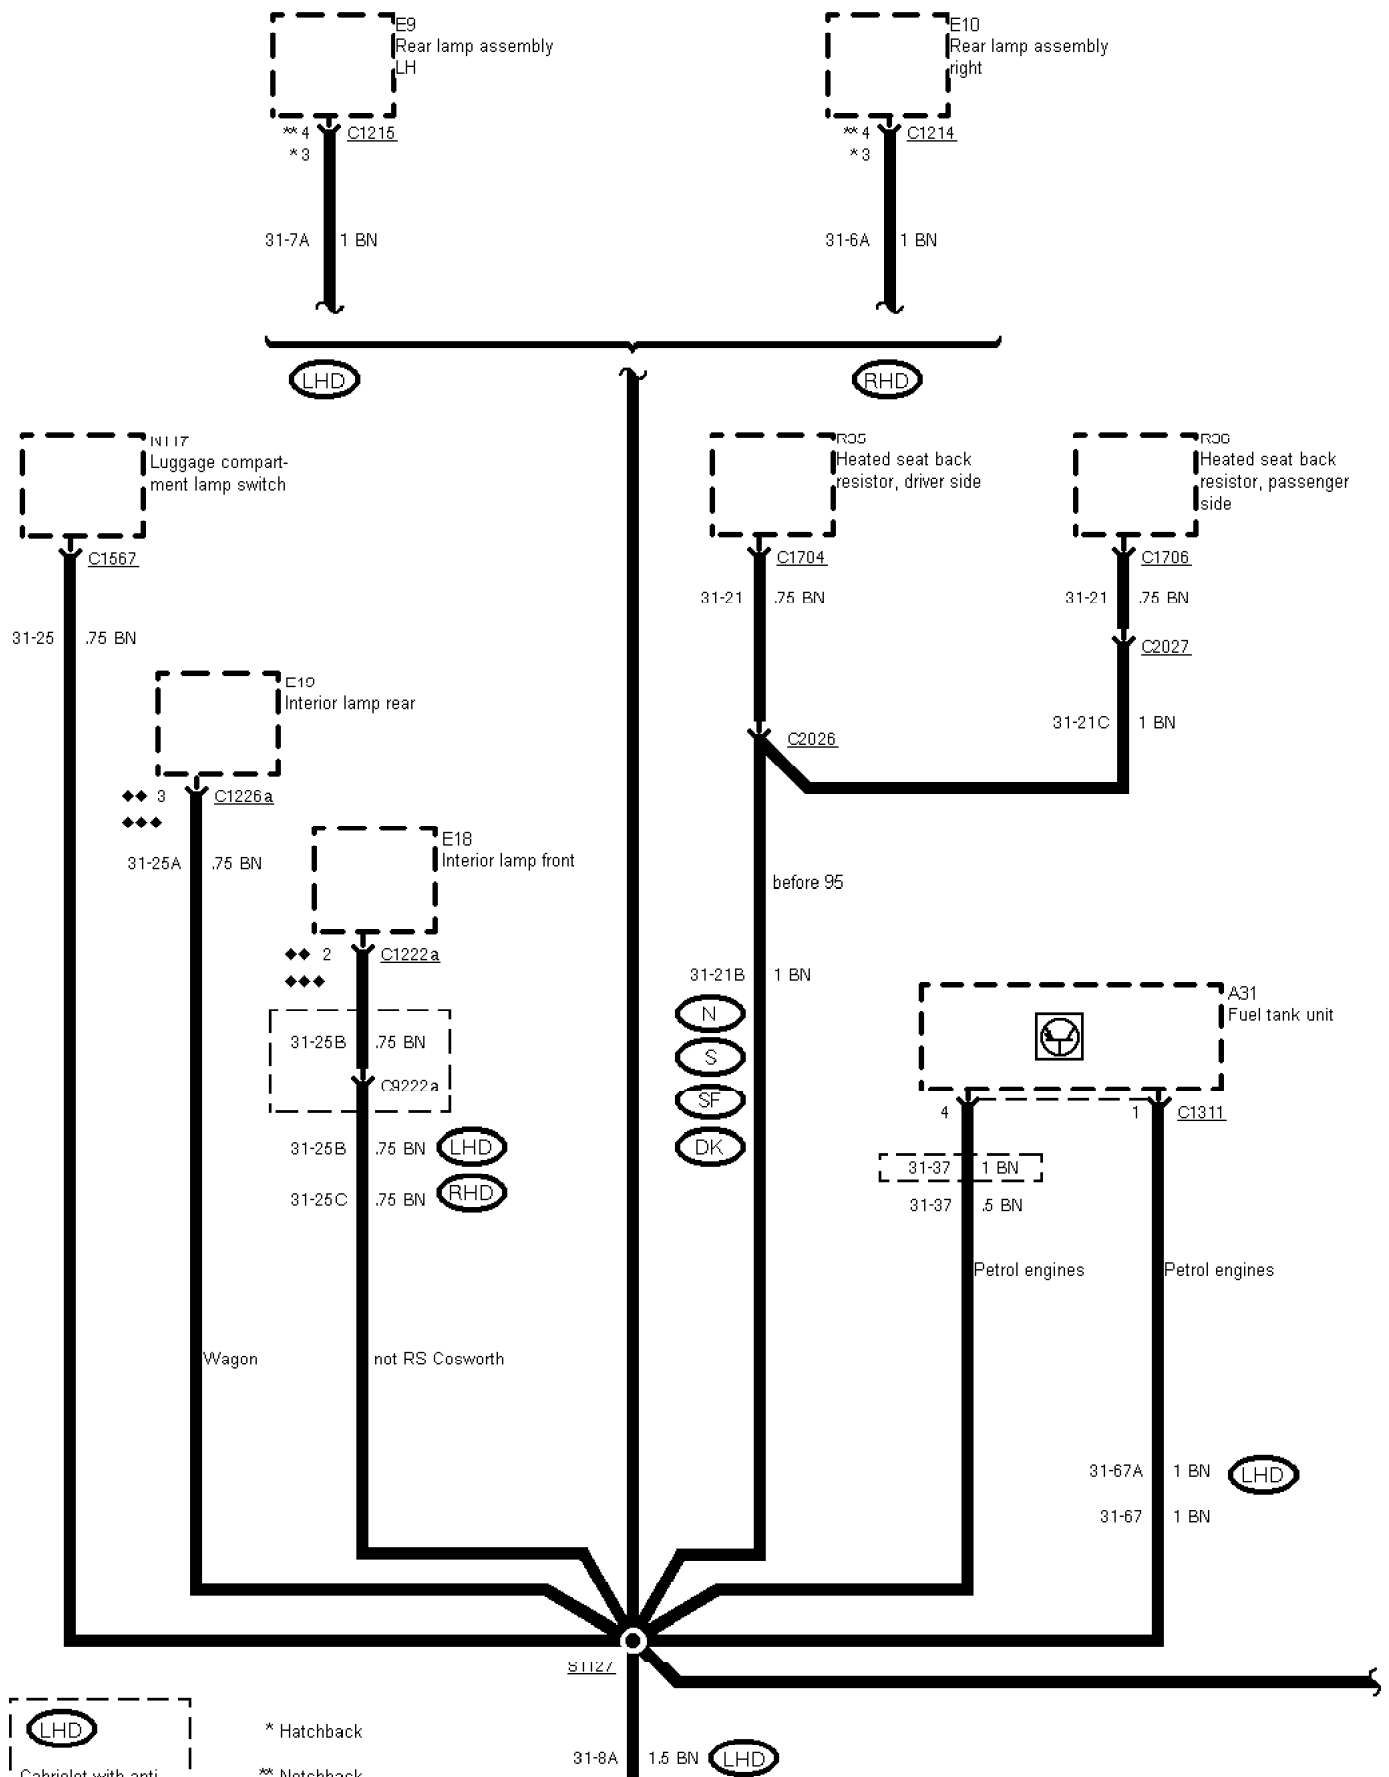 E9
Rear lamp assembly
LH
E10
Rear lamp assembly
right
** 4
C1215
* 3
** 4
C1214
* 3
31-7A 1 BN
31-6A 1 BN
LHD
RHD
Luggage compart-
ment lamp switch
Heated seat back
resistor, driver side
Heated seat back
resistor, passenger
side
C1567
C1704
C1706
31-21 .75 BN
31-21 .75 BN
31-25 .75 BN
C2027
Interior lamp rear
31-21C 1 BN
C2026
◆◆ 3
C1226a
◆◆◆
E18
Interior lamp front
31-25A .75 BN
before 95
◆◆ 2
C1222a
◆◆◆
31-21B 1 BN
A31
Fuel tank unit
N
31-25B .75 BN
S
C9222a
SF
4
1
C1311
31-25B .75 BN
LHD
DK
31-37 1 BN
31-25C .75 BN
RHD
31-37 .5 BN
Petrol engines
Petrol engines
Wagon
not RS Cosworth
31-67A 1 BN
LHD
31-67 1 BN
S1127
LHD
* Hatchback
31-8A 1.5 BN
LHD
Cabriolet with anti
** Notchback